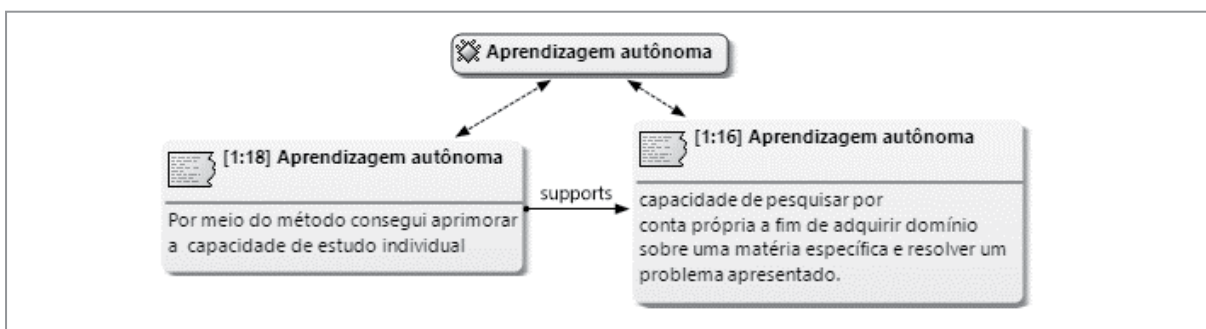 Aprendizagem autônoma
[1:18] Aprendizagem autônoma
Por meio do método consegui aprimorar
a capacidade de estudo individual
supports
[1:16] Aprendizagem autônoma
capacidade de pesquisar por
conta própria a fim de adquirir domínio
sobre uma matéria específica e resolver um
problema apresentado.